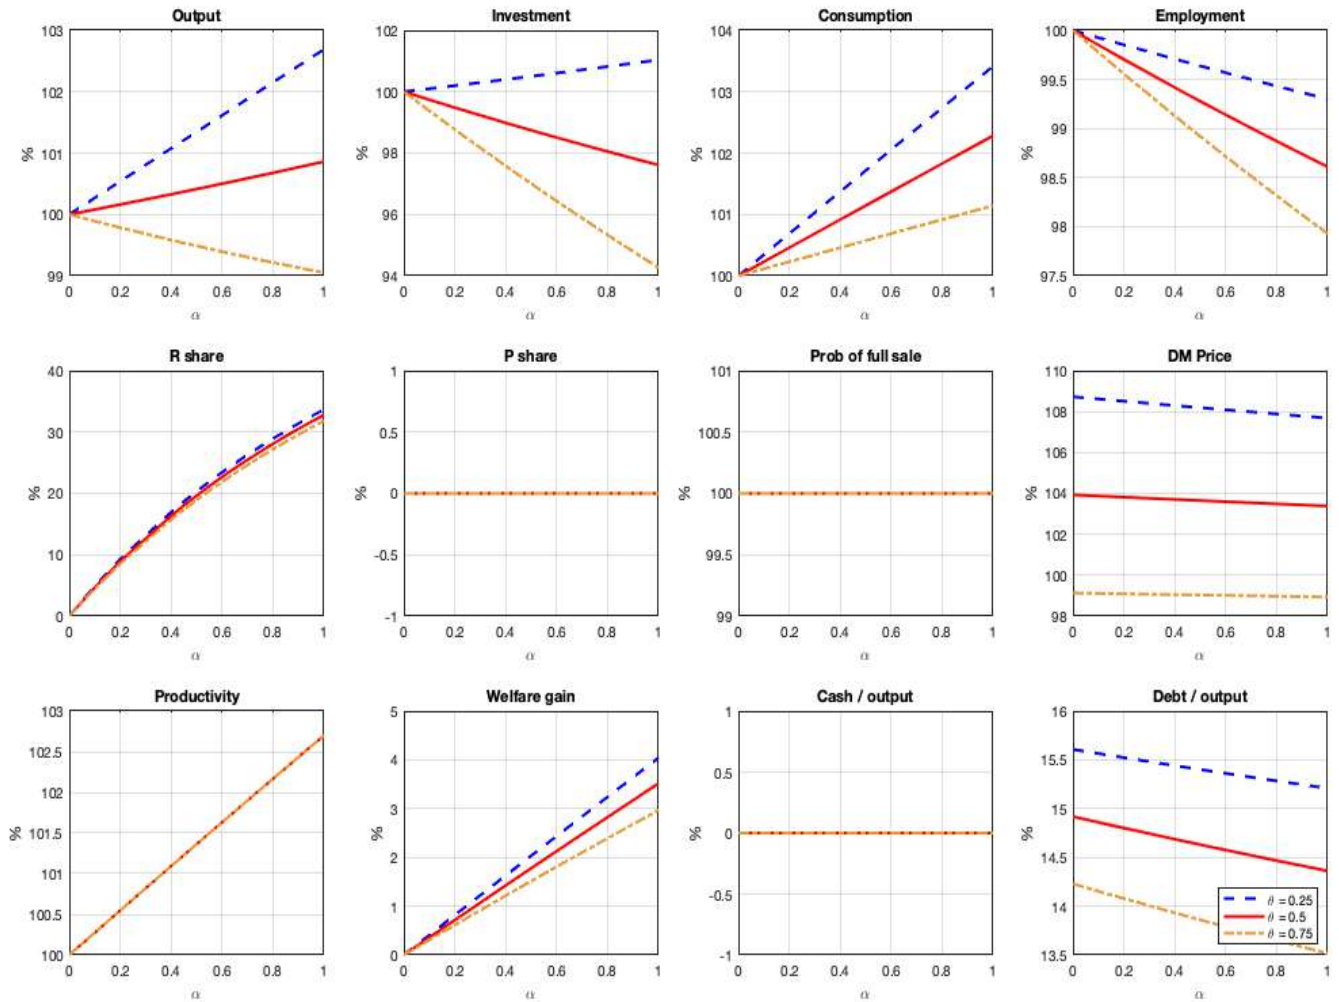 Output
Investment
Consumption
Employment
103
102
101
100
99
%
0 0.2 0.4 0.6 0.8 1
α
102
100
98
96
94
%
0 0.2 0.4 0.6 0.8 1
α
104
103
102
101
100
%
0 0.2 0.4 0.6 0.8 1
α
100
99.5
99
98.5
98
97.5
%
0 0.2 0.4 0.6 0.8 1
α
R share
P share
Prob of full sale
DM Price
40
30
20
10
0
%
0 0.2 0.4 0.6 0.8 1
α
1
0.5
0
-0.5
-1
%
0 0.2 0.4 0.6 0.8 1
α
101
100.5
100
99.5
99
%
0 0.2 0.4 0.6 0.8 1
α
110
108
106
104
102
100
98
%
0 0.2 0.4 0.6 0.8 1
α
Productivity
Welfare gain
Cash / output
Debt / output
103
102.5
102
101.5
101
100.5
100
%
0 0.2 0.4 0.6 0.8 1
α
5
4
3
2
1
0
%
0 0.2 0.4 0.6 0.8 1
α
1
0.5
0
-0.5
-1
%
0 0.2 0.4 0.6 0.8 1
α
16
15.5
15
14.5
14
13.5
%
θ = 0.25
θ = 0.5
θ = 0.75
0 0.2 0.4 0.6 0.8 1
α